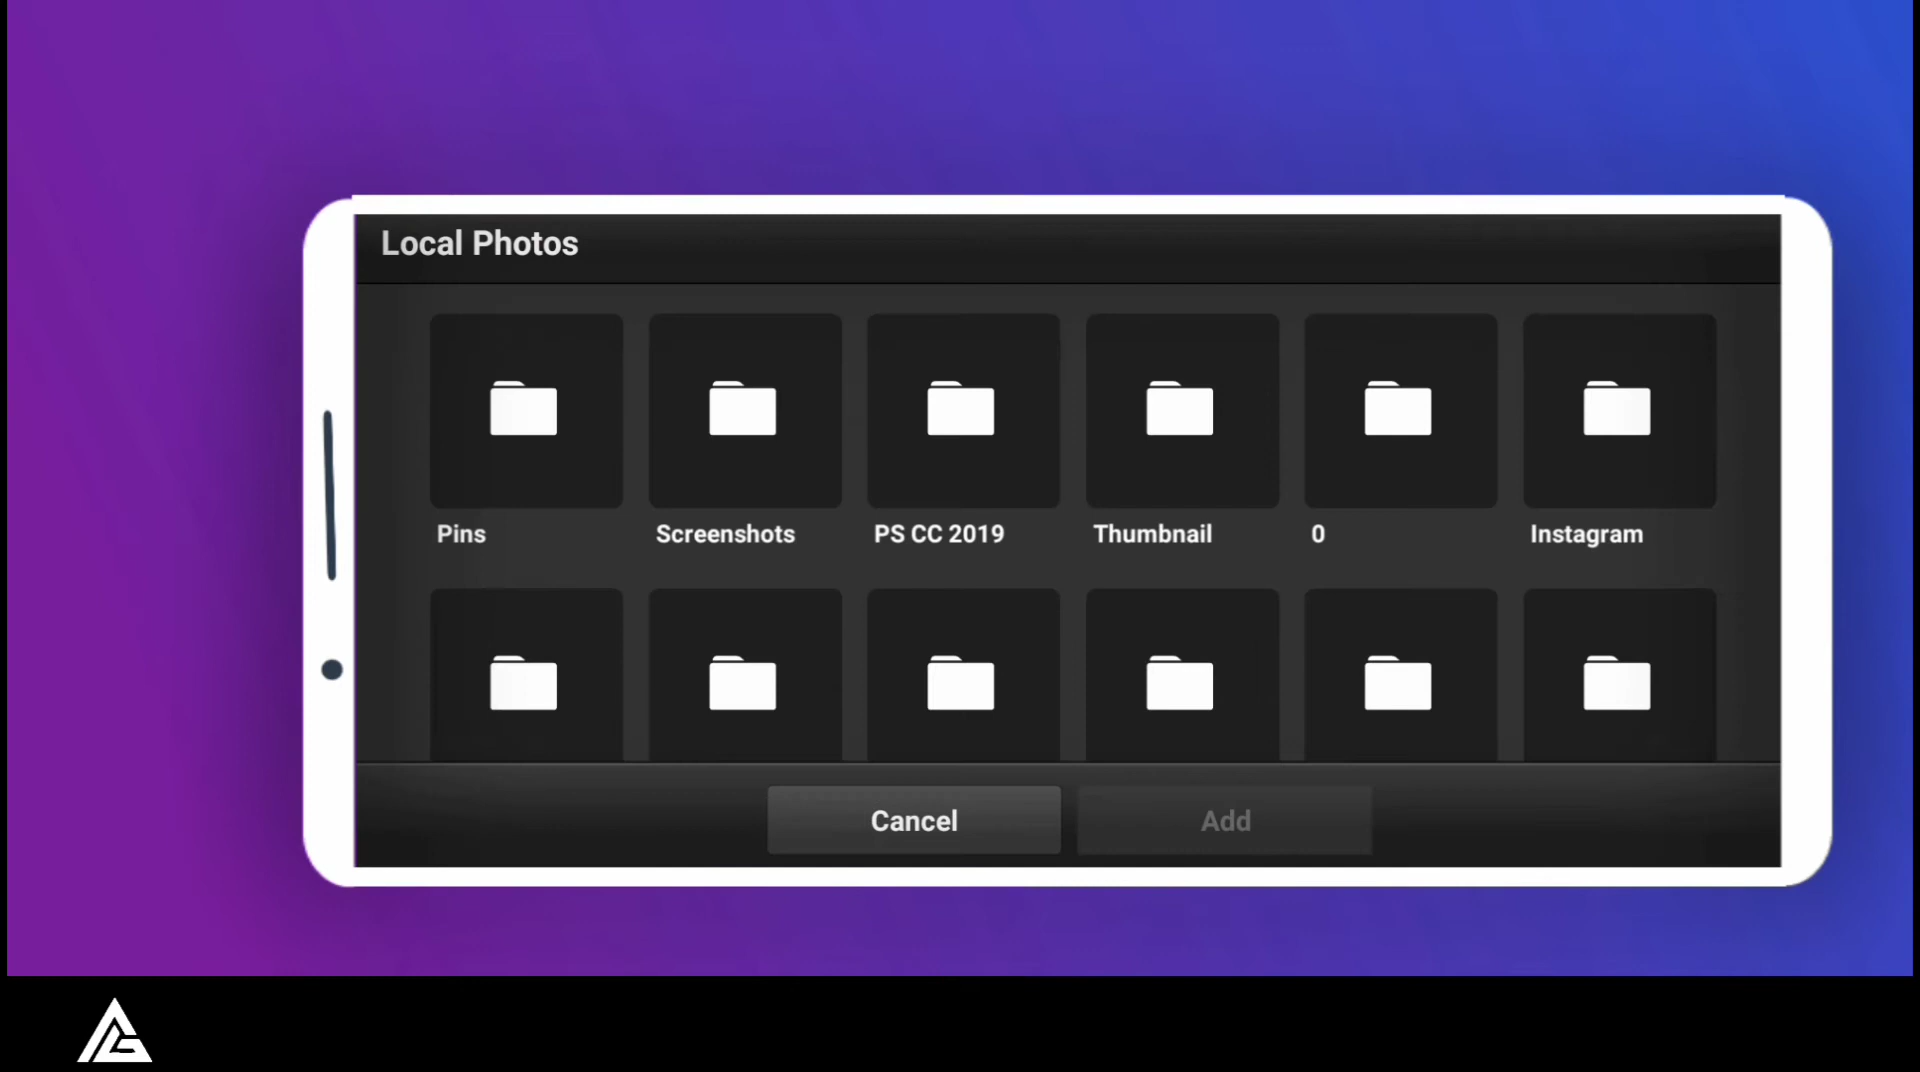 Local Photos
Pins
Screenshots
PS CC 2019
Thumbnail
0
Instagram
Cancel
Add